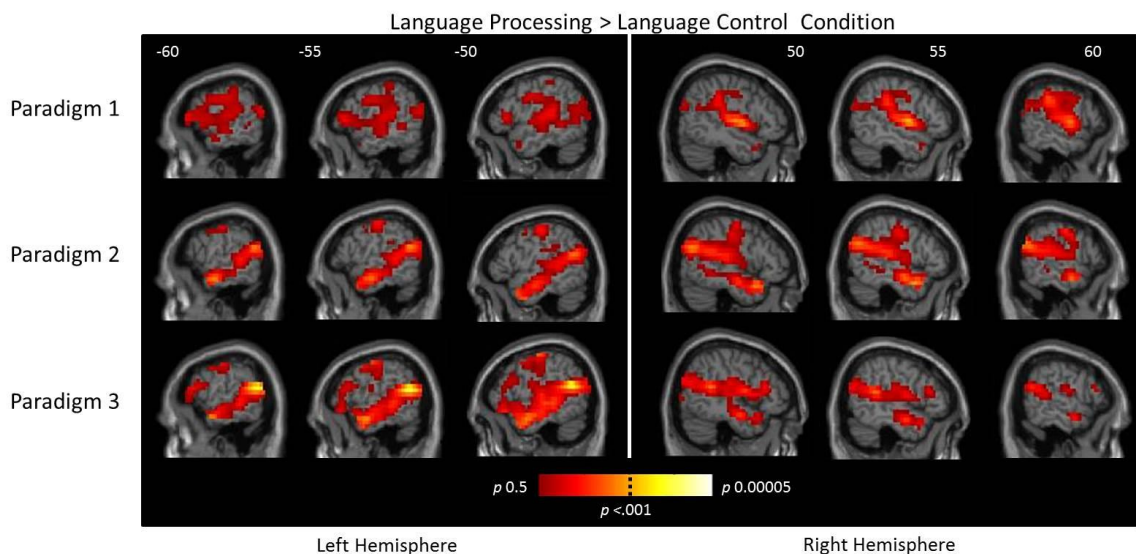 Language Processing > Language Control Condition
-60 -55 -50 50 55 60
Paradigm 1
Paradigm 2
Paradigm 3
p 0.5 p 0.00005
p <.001
Left Hemisphere Right Hemisphere